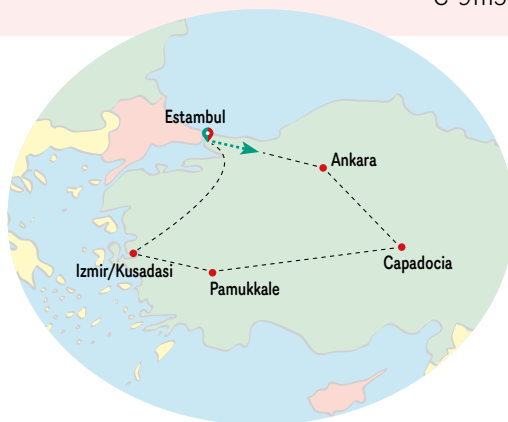 Estambul
Ankara
Capadocia
Izmir/Kusadasi
Pamukkale